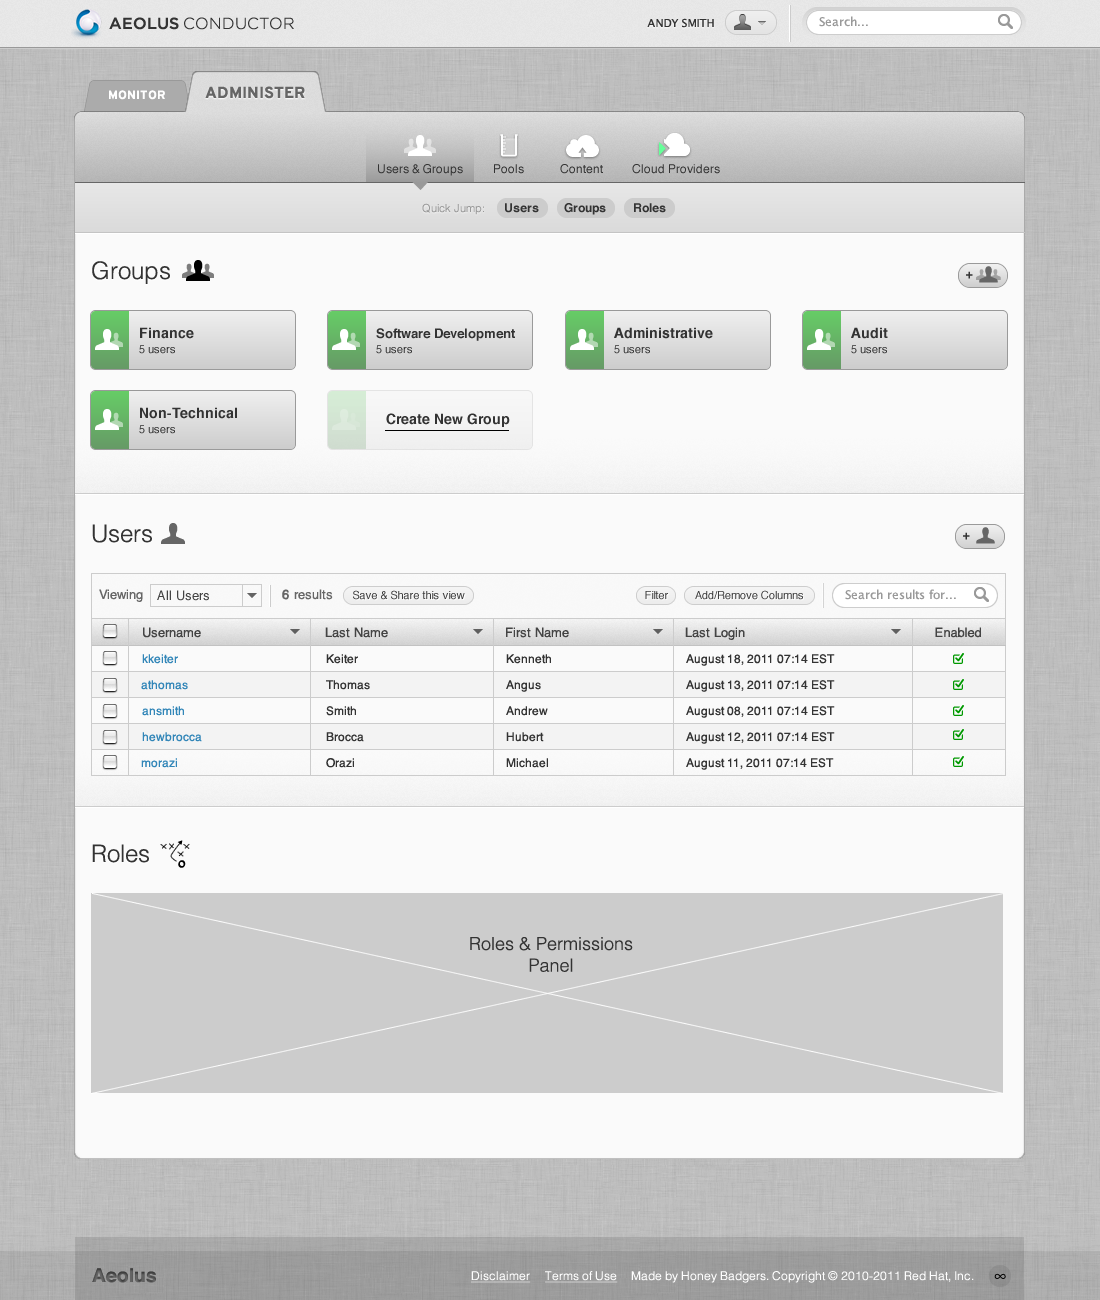 AEOLUS CONDUCTOR
ANDY SMITH
Search...
MONITOR
ADMINISTER
Users & Groups
Pools
Content
Cloud Providers
Quick Jump:
Users
Groups
Roles
Groups
+
Finance
5 users
Software Development
5 users
Administrative
5 users
Audit
5 users
Non-Technical
5 users
Create New Group
Users
+
Viewing
All Users
6 results
Save & Share this view
Filter
Add/Remove Columns
Search results for...
Username Last Name First Name Last Login Enabled
kkeiter Keiter Kenneth August 18, 2011 07:14 EST
athomas Thomas Angus August 13, 2011 07:14 EST
ansmith Smith Andrew August 08, 2011 07:14 EST
hewbrocca Brocca Hubert August 12, 2011 07:14 EST
morazi Orazi Michael August 11, 2011 07:14 EST
Roles
Roles & Permissions
Panel
Aeolus
Disclaimer Terms of Use Made by Honey Badgers. Copyright © 2010-2011 Red Hat, Inc.